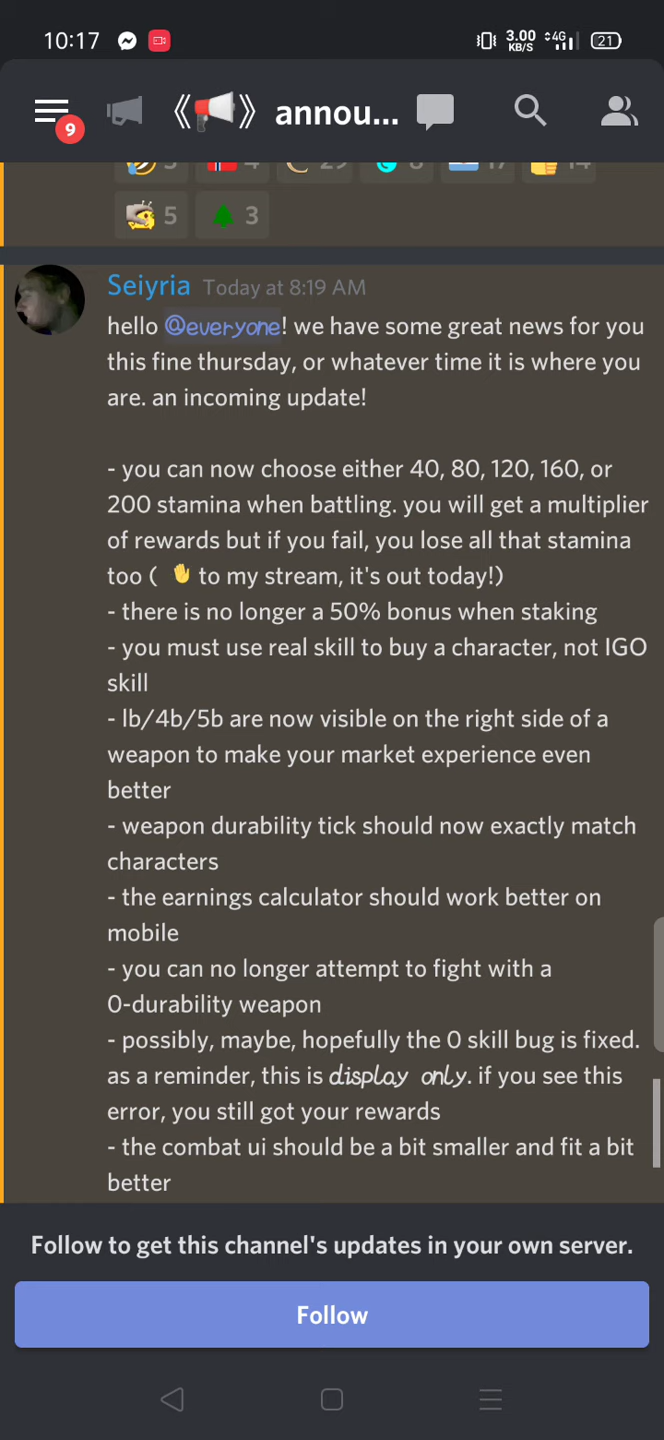 10:17 3.00 KB/S 4G 21
9 《》 annou...
5 4 29 8 17 14
5 3
Seiyria Today at 8:19 AM
hello @everyone! we have some great news for you
this fine thursday, or whatever time it is where you
are. an incoming update!
- you can now choose either 40, 80, 120, 160, or
200 stamina when battling. you will get a multiplier
of rewards but if you fail, you lose all that stamina
too ( ✋ to my stream, it's out today!)
- there is no longer a 50% bonus when staking
- you must use real skill to buy a character, not IGO
skill
- lb/4b/5b are now visible on the right side of a
weapon to make your market experience even
better
- weapon durability tick should now exactly match
characters
- the earnings calculator should work better on
mobile
- you can no longer attempt to fight with a
0-durability weapon
- possibly, maybe, hopefully the 0 skill bug is fixed.
as a reminder, this is display only. if you see this
error, you still got your rewards
- the combat ui should be a bit smaller and fit a bit
better
Follow to get this channel's updates in your own server.
Follow